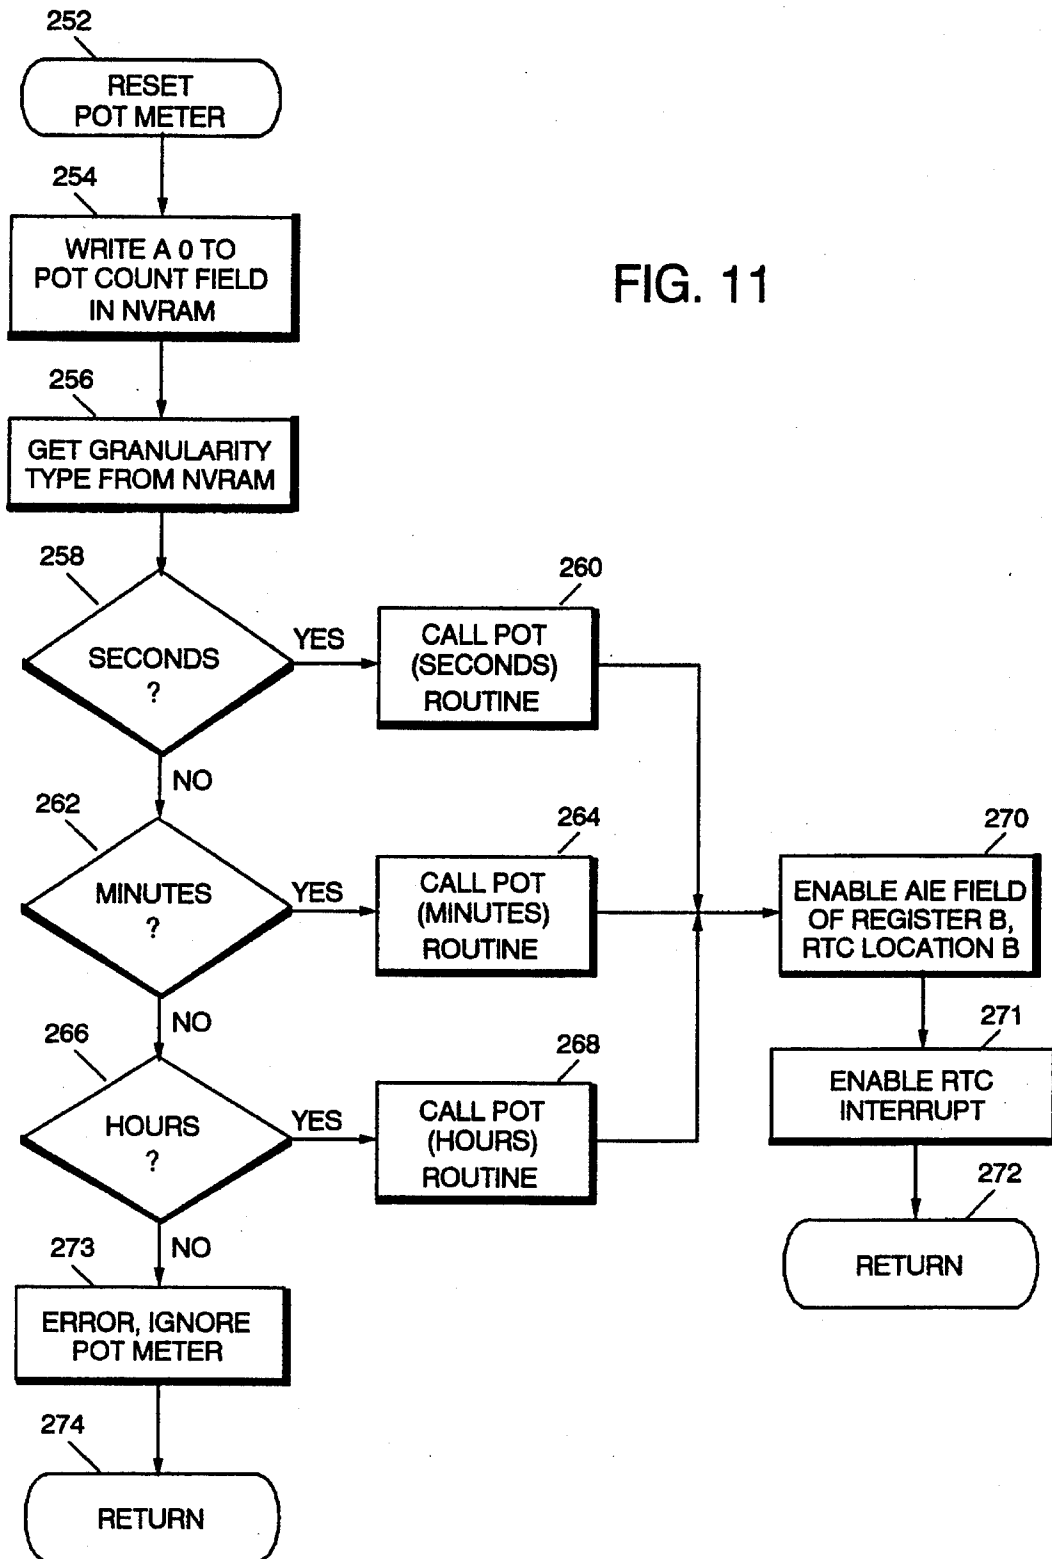 252
RESET
POT METER
254
WRITE A 0 TO
POT COUNT FIELD
IN NVRAM
FIG. 11
256
GET GRANULARITY
TYPE FROM NVRAM
258
SECONDS
?
YES
260
CALL POT
(SECONDS)
ROUTINE
NO
262
MINUTES
?
YES
264
CALL POT
(MINUTES)
ROUTINE
270
ENABLE AIE FIELD
OF REGISTER B,
RTC LOCATION B
NO
266
HOURS
?
YES
268
CALL POT
(HOURS)
ROUTINE
271
ENABLE RTC
INTERRUPT
272
RETURN
NO
273
ERROR, IGNORE
POT METER
274
RETURN